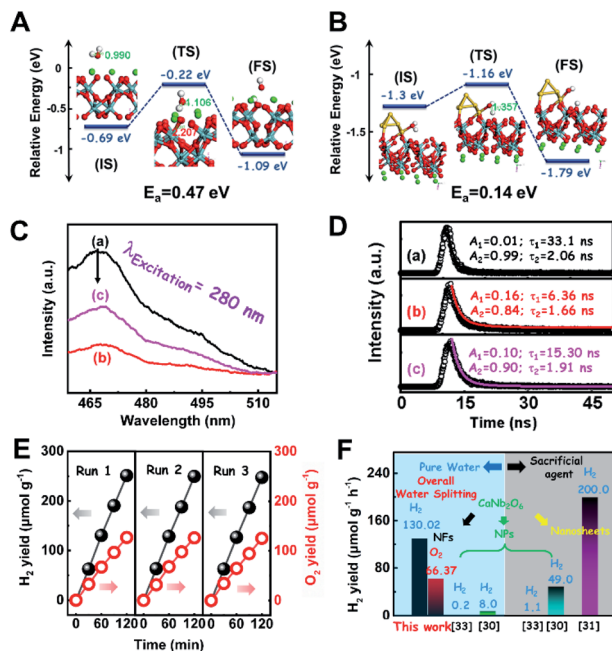 A
Relative Energy (eV)
0
-0.5
-1
0.990
-0.69 eV
(IS)
(TS)
-0.22 eV
4.106
1.207
(FS)
-1.09 eV
Ea=0.47 eV
B
Relative Energy (eV)
-1
-1.5
(IS)
-1.3 eV
(TS)
-1.16 eV
1.357
(FS)
-1.79 eV
Ea=0.14 eV
C
Intensity (a.u.)
(a)
(c)
(b)
λExcitation= 280 nm
465 480 495 510
Wavelength (nm)
D
Intensity (a.u.)
(a)
A1=0.01; τ1=33.1 ns
A2=0.99; τ2=2.06 ns
(b)
A1=0.16; τ1=6.36 ns
A2=0.84; τ2=1.66 ns
(c)
A1=0.10; τ1=15.30 ns
A2=0.90; τ2=1.91 ns
0 15 30 45
Time (ns)
E
H2 yield (μmol g-1)
300
250
200
150
100
50
0
Run 1
Run 2
Run 3
300
200
100
0
O2 yield (μmol g-1)
0 60 120 0 60 120 0 60 120
Time (min)
F
H2 yield (μmol g-1 h-1)
240
160
80
0
Pure Water
Sacrificial
agent
Overall
Water Splitting
CaNb2O6
NFs
NPs
Nanosheets
H2
130.02
O2
66.37
H2
0.2
H2
8.0
H2
1.1
H2
49.0
H2
200.0
This work [33] [30] [33] [30] [31]